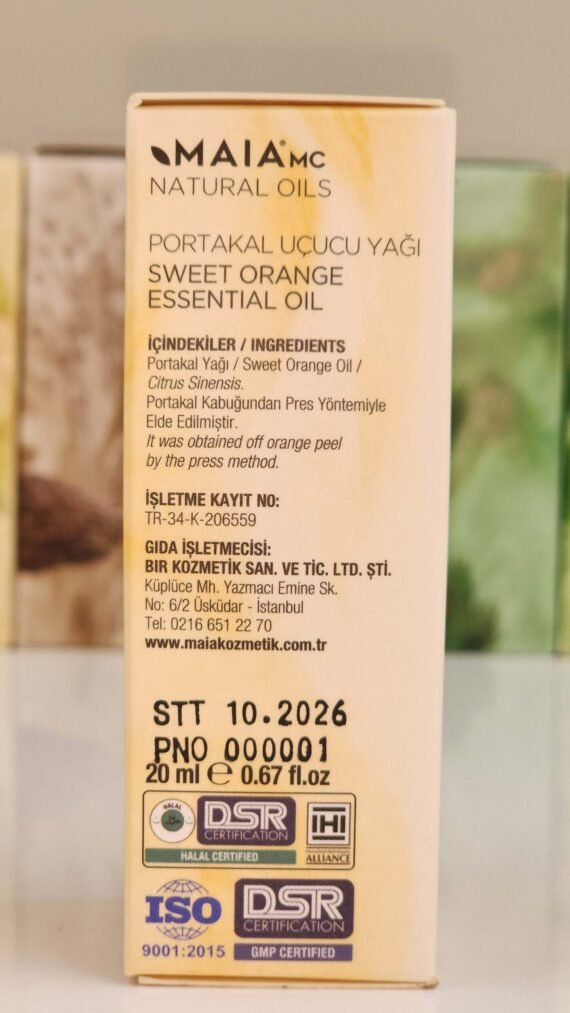 MAIA® MC
NATURAL OILS
PORTAKAL UÇUCU YAĞI
SWEET ORANGE
ESSENTIAL OIL
İÇİNDEKİLER / INGREDIENTS
Portakal Yağı / Sweet Orange Oil /
Citrus Sinensis.
Portakal Kabuğundan Pres Yöntemiyle
Elde Edilmiştir.
It was obtained off orange peel
by the press method.
İŞLETME KAYIT NO:
TR-34-K-206559
GIDA İŞLETMECİSİ:
BIR KOZMETİK SAN. VE TİC. LTD. ŞTİ.
Küplüce Mh. Yazmacı Emine Sk.
No: 6/2 Üsküdar - İstanbul
Tel: 0216 651 22 70
www.maiakozmetik.com.tr
STT 10.2026
PNO 000001
20 ml ℮ 0.67 fl.oz
HALAL
DSR
CERTIFICATION
HALAL CERTIFIED
IHI
ALLIANCE
ISO
9001:2015
DSR
CERTIFICATION
GMP CERTIFIED